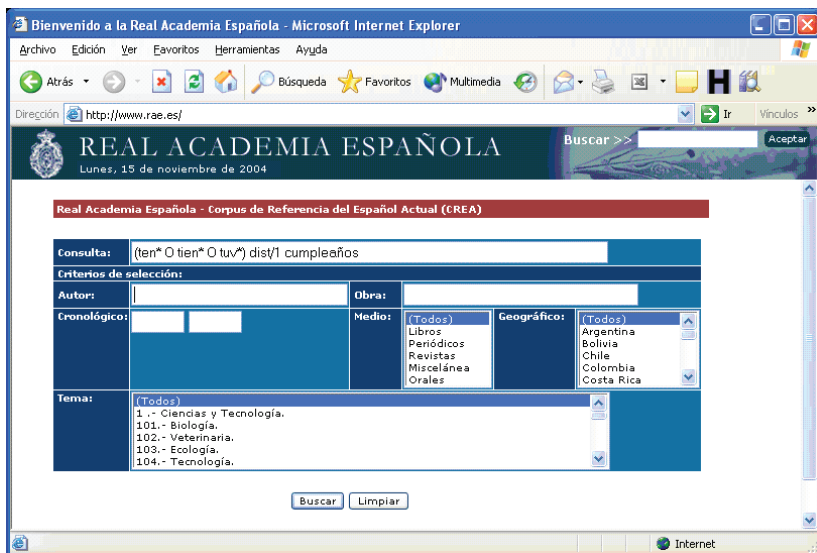 Bienvenido a la Real Academia Española - Microsoft Internet Explorer
Archivo Edición Ver Favoritos Herramientas Ayuda
Atrás Búsqueda Favoritos Multimedia
Dirección http://www.rae.es/ Ir Vínculos »
REAL ACADEMIA ESPAÑOLA Buscar >> Aceptar
Lunes, 15 de noviembre de 2004
Real Academia Española - Corpus de Referencia del Español Actual (CREA)
Consulta: (ten* O tien* O tuv*) dist/1 cumpleaños
Criterios de selección:
Autor: Obra:
Cronológico: Medio: (Todos) Geográfico: (Todos)
Libros Argentina
Periódicos Bolivia
Revistas Chile
Miscelánea Colombia
Orales Costa Rica
Tema: (Todos)
1 .- Ciencias y Tecnología.
101.- Biología.
102.- Veterinaria.
103.- Ecología.
104.- Tecnología.
Buscar Limpiar
Internet